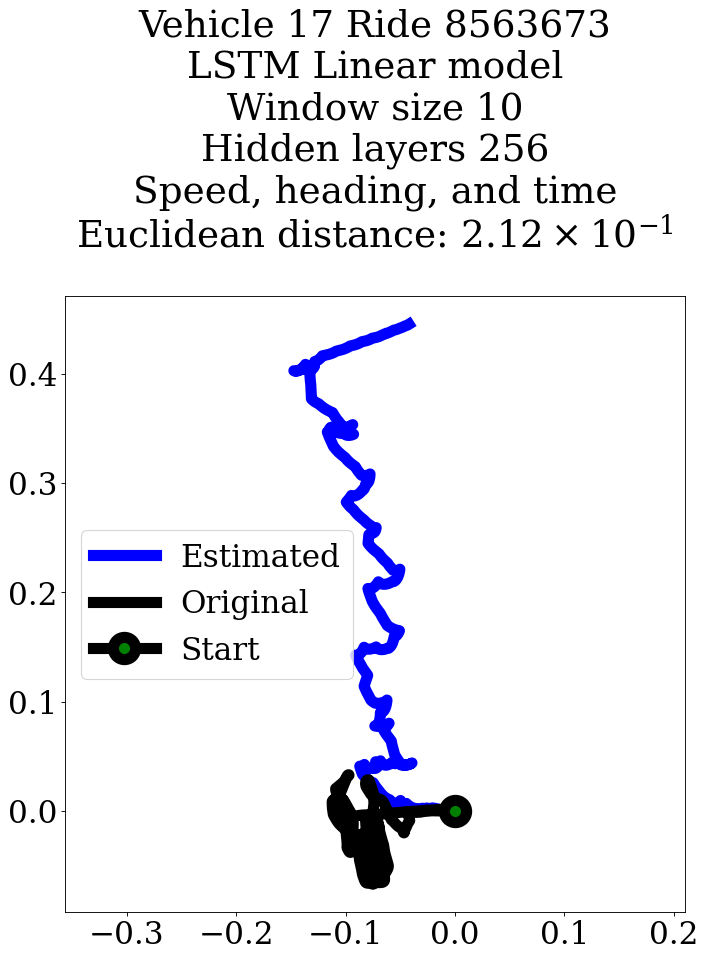 Vehicle 17 Ride 8563673
LSTM Linear model
Window size 10
Hidden layers 256
Speed, heading, and time
Euclidean distance: 2.12 × 10⁻¹
0.4
0.3
0.2
0.1
0.0
Estimated
Original
Start
−0.3 −0.2 −0.1 0.0 0.1 0.2